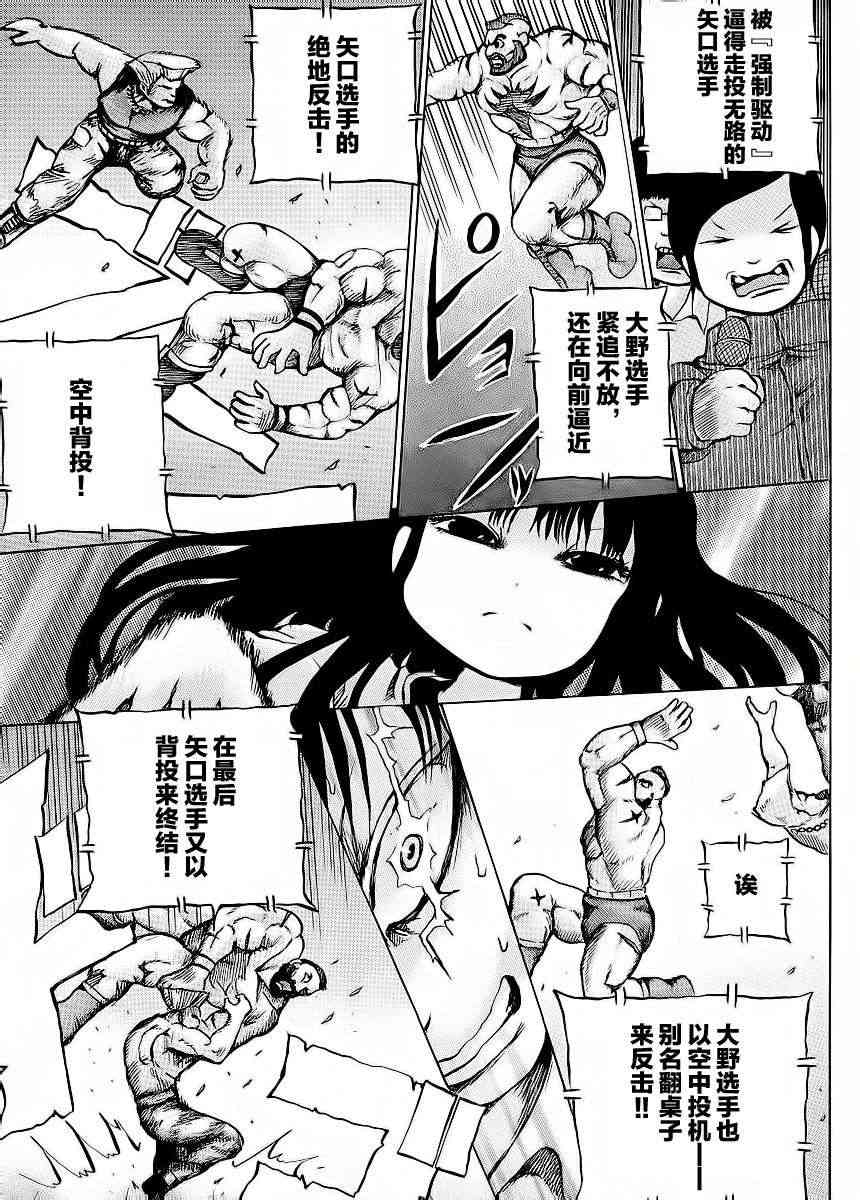 被『强制驱动』
逼得走投无路的
矢口选手
大野选手
紧追不放,
还在向前逼近
ピピッ
矢口选手的
绝地反击！
空中背投！
诶
大野选手也
以空中投机——
别名翻桌子
来反击!!
在最后
矢口选手又以
背投来终结！